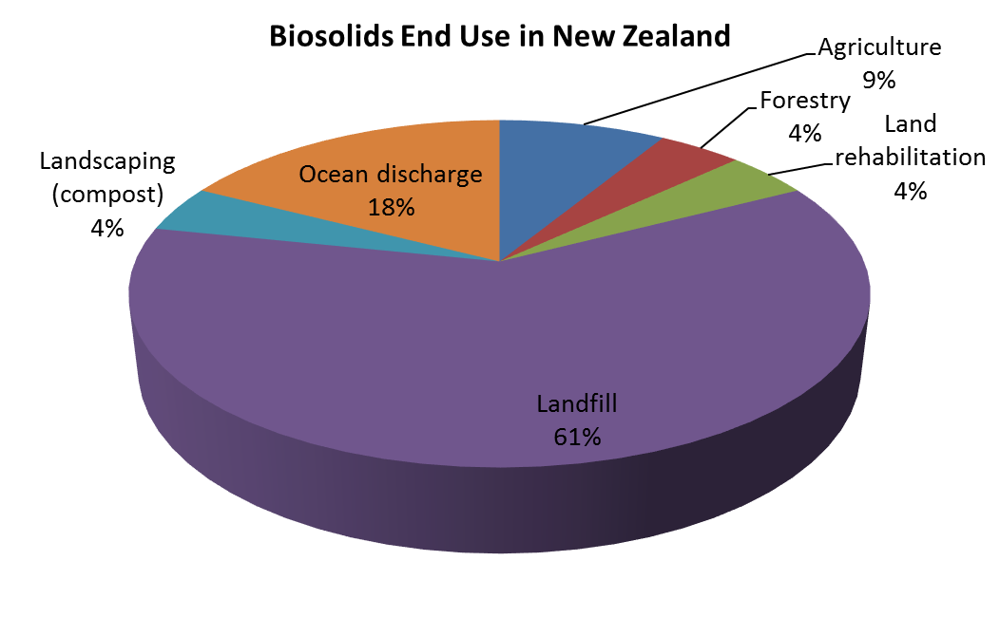 Biosolids End Use in New Zealand
Agriculture
9%
Forestry
4%
Land
rehabilitation
4%
Landfill
61%
Landscaping
(compost)
4%
Ocean discharge
18%